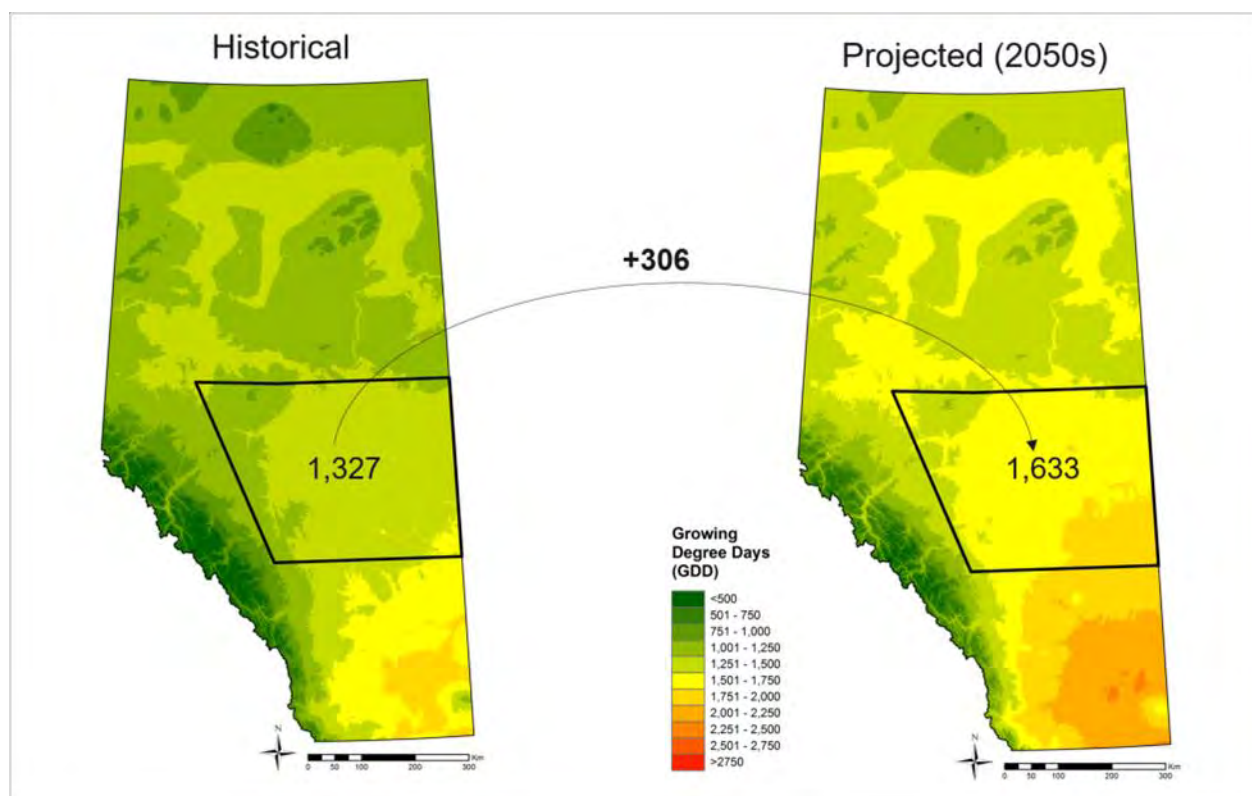 Historical
Projected (2050s)
+306
1,327
1,633
Growing
Degree Days
(GDD)
<500
501 - 750
751 - 1,000
1,001 - 1,250
1,251 - 1,500
1,501 - 1,750
1,751 - 2,000
2,001 - 2,250
2,251 - 2,500
2,501 - 2,750
>2750
N
0 50 100 200 300 Km
N
0 50 100 200 300 Km